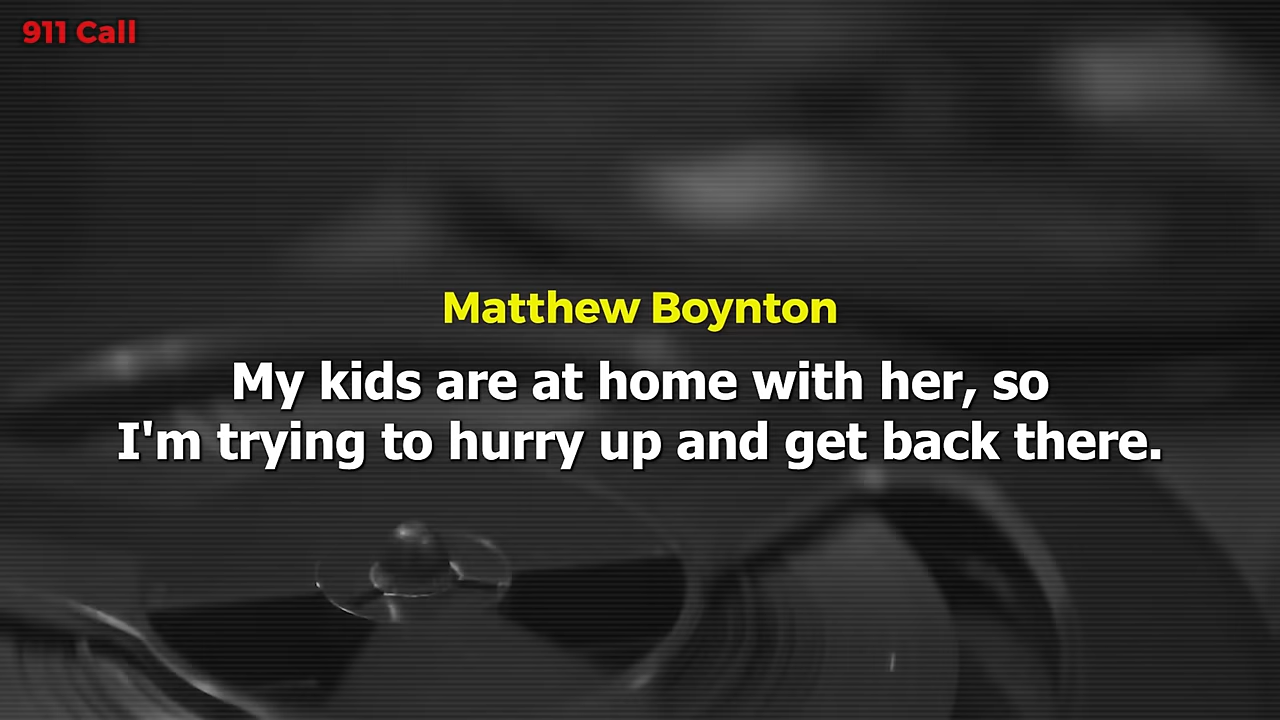 911 Call
Matthew Boynton
My kids are at home with her, so
I'm trying to hurry up and get back there.